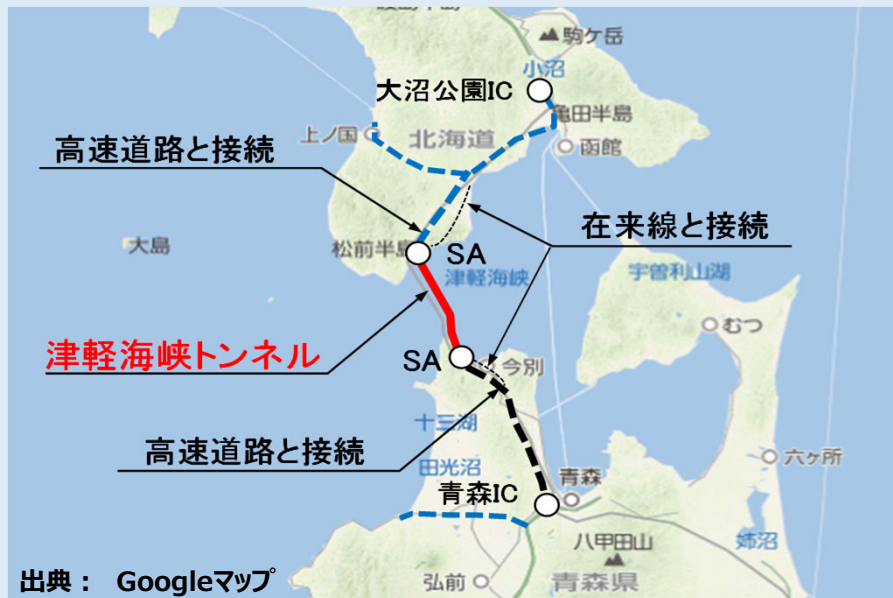 駒ケ岳
小沼
大沼公園IC
亀田半島
上ノ国
北海道
函館
高速道路と接続
在来線と接続
大島
松前半島
SA
津軽海峡
宇曽利山湖
むつ
津軽海峡トンネル
SA
今別
十三湖
高速道路と接続
田光沼
六ヶ所
青森
青森IC
八甲田山
姉沼
出典： Googleマップ
弘前
青森県